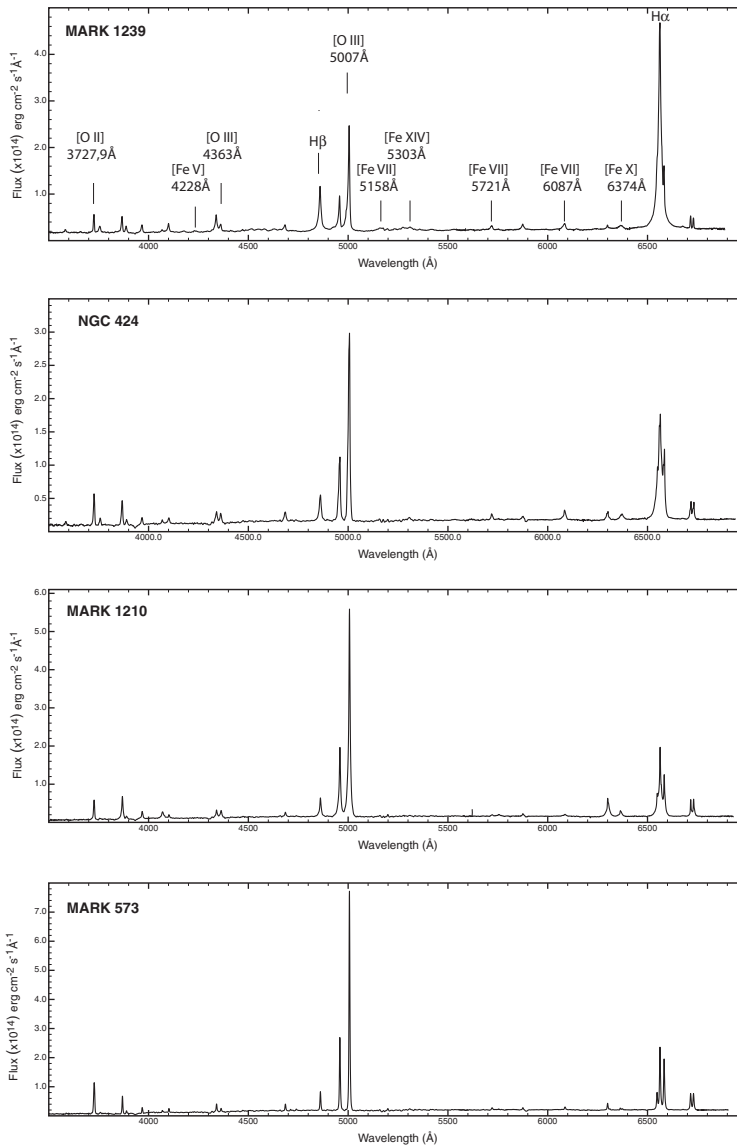 MARK 1239
Hα
[O III]
5007Å
[O II]
3727,9Å
[Fe V]
4228Å
[O III]
4363Å
Hβ
[Fe VII]
5158Å
[Fe XIV]
5303Å
[Fe VII]
5721Å
[Fe VII]
6087Å
[Fe X]
6374Å
Flux (x10¹⁴) erg cm⁻² s⁻¹Å⁻¹
4.0
3.0
2.0
1.0
4000 4500 5000 5500 6000 6500
Wavelength (Å)
NGC 424
Flux (x10¹⁴) erg cm⁻² s⁻¹Å⁻¹
3.0
2.5
2.0
1.5
1.0
0.5
4000.0 4500.0 5000 5500.0 6000.0 6500
Wavelength (Å)
MARK 1210
Flux (x10¹⁴) erg cm⁻² s⁻¹Å⁻¹
6.0
5.0
4.0
3.0
2.0
1.0
4000 4500 5000 5500 6000 6500
Wavelength (Å)
MARK 573
Flux (x10¹⁴) erg cm⁻² s⁻¹Å⁻¹
7.0
6.0
5.0
4.0
3.0
2.0
1.0
4000 4500 5000 5500 6000 6500
Wavelength (Å)